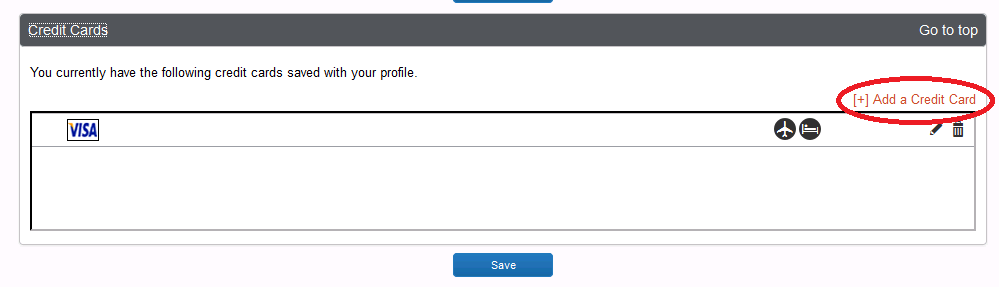 Credit Cards
Go to top
You currently have the following credit cards saved with your profile.
[+] Add a Credit Card
VISA
Save